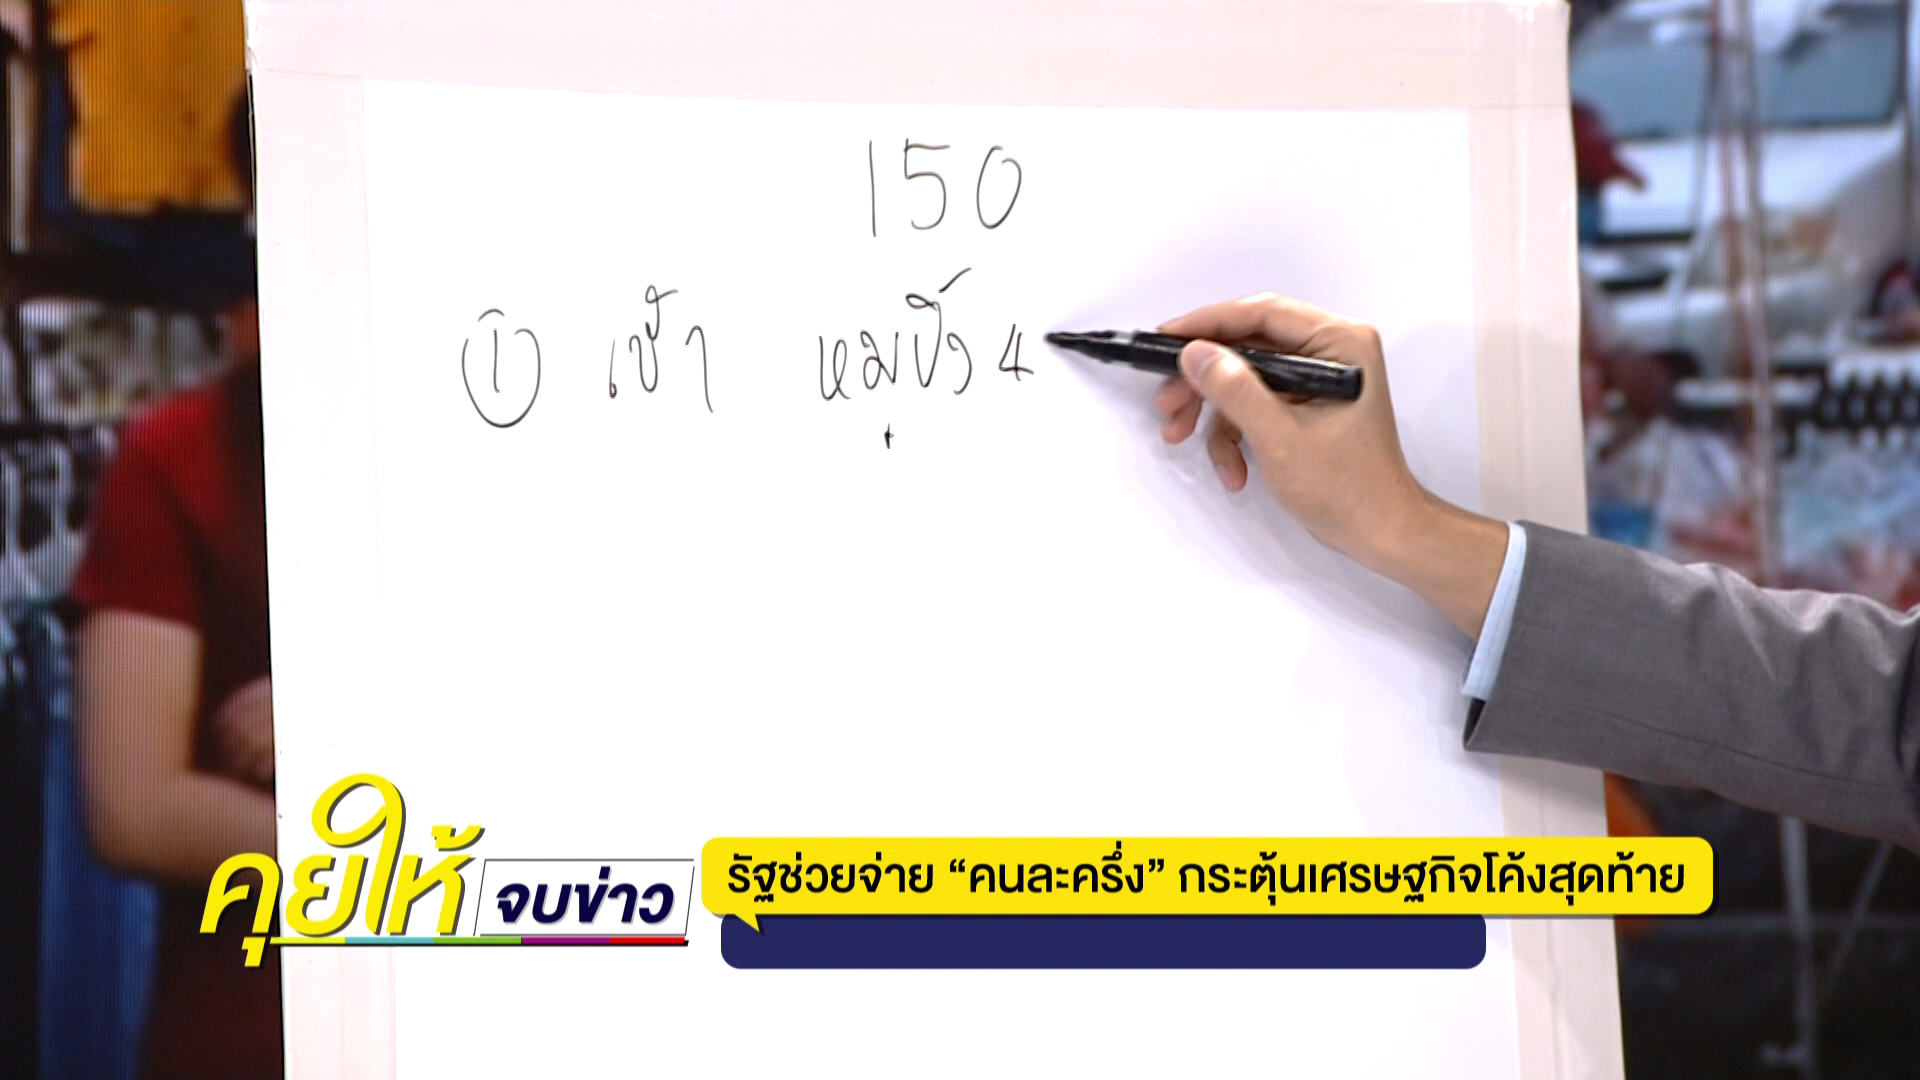 150
① เช้า หมูปิ้ง 4
คุยให้
จบข่าว
รัฐช่วยจ่าย “คนละครึ่ง” กระตุ้นเศรษฐกิจโค้งสุดท้าย